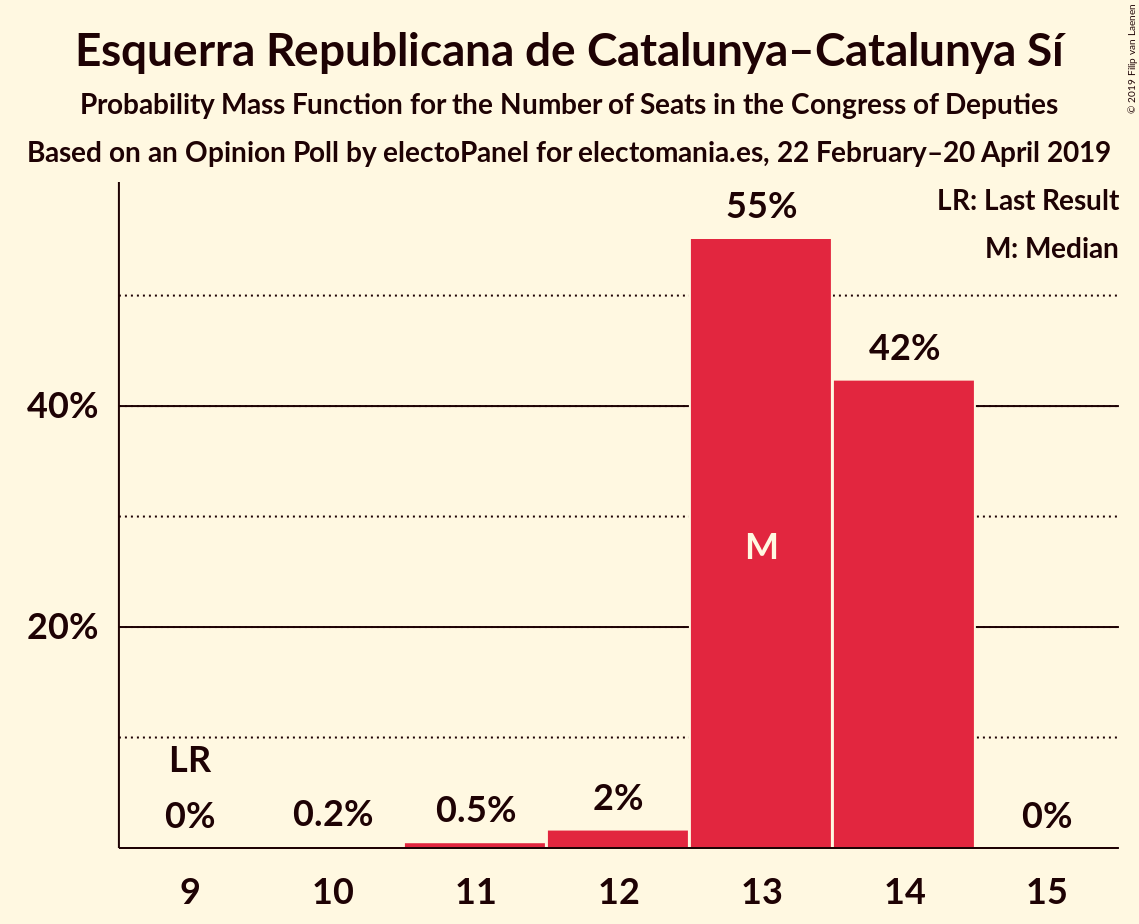 Esquerra Republicana de Catalunya–Catalunya Sí
Probability Mass Function for the Number of Seats in the Congress of Deputies
Based on an Opinion Poll by electoPanel for electomania.es, 22 February–20 April 2019
© 2019 Filip van Laenen
LR: Last Result
M: Median
55%
42%
40%
M
20%
LR
0% 0.2% 0.5% 2% 0%
9 10 11 12 13 14 15